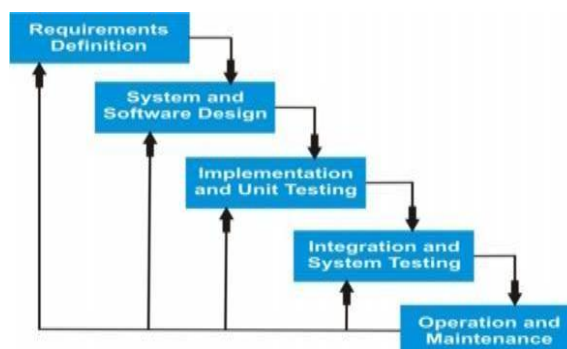 Requirements
Definition
System and
Software Design
Implementation
and Unit Testing
Integration and
System Testing
Operation and
Maintenance